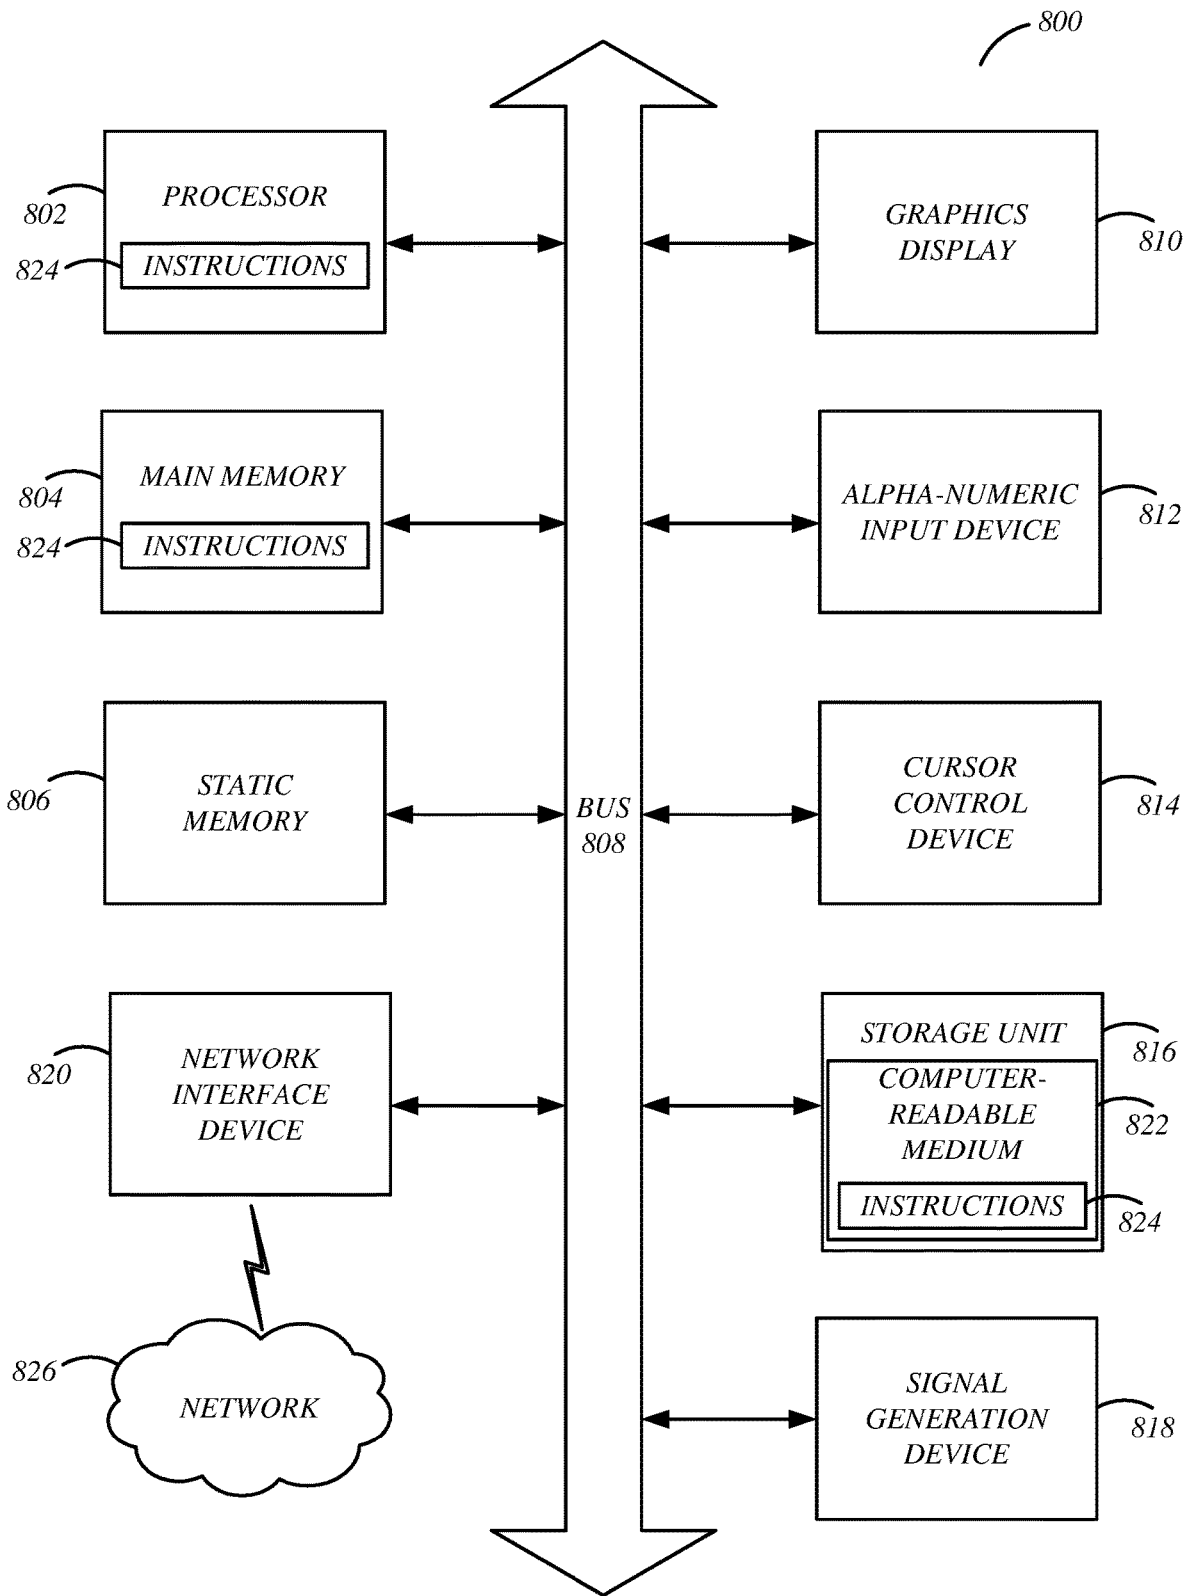 800
PROCESSOR
802
824
INSTRUCTIONS
GRAPHICS
DISPLAY
810
MAIN MEMORY
804
824
INSTRUCTIONS
ALPHA-NUMERIC
INPUT DEVICE
812
STATIC
MEMORY
806
BUS
808
CURSOR
CONTROL
DEVICE
814
NETWORK
INTERFACE
DEVICE
820
STORAGE UNIT
816
COMPUTER-
READABLE
MEDIUM
822
INSTRUCTIONS
824
826
NETWORK
SIGNAL
GENERATION
DEVICE
818